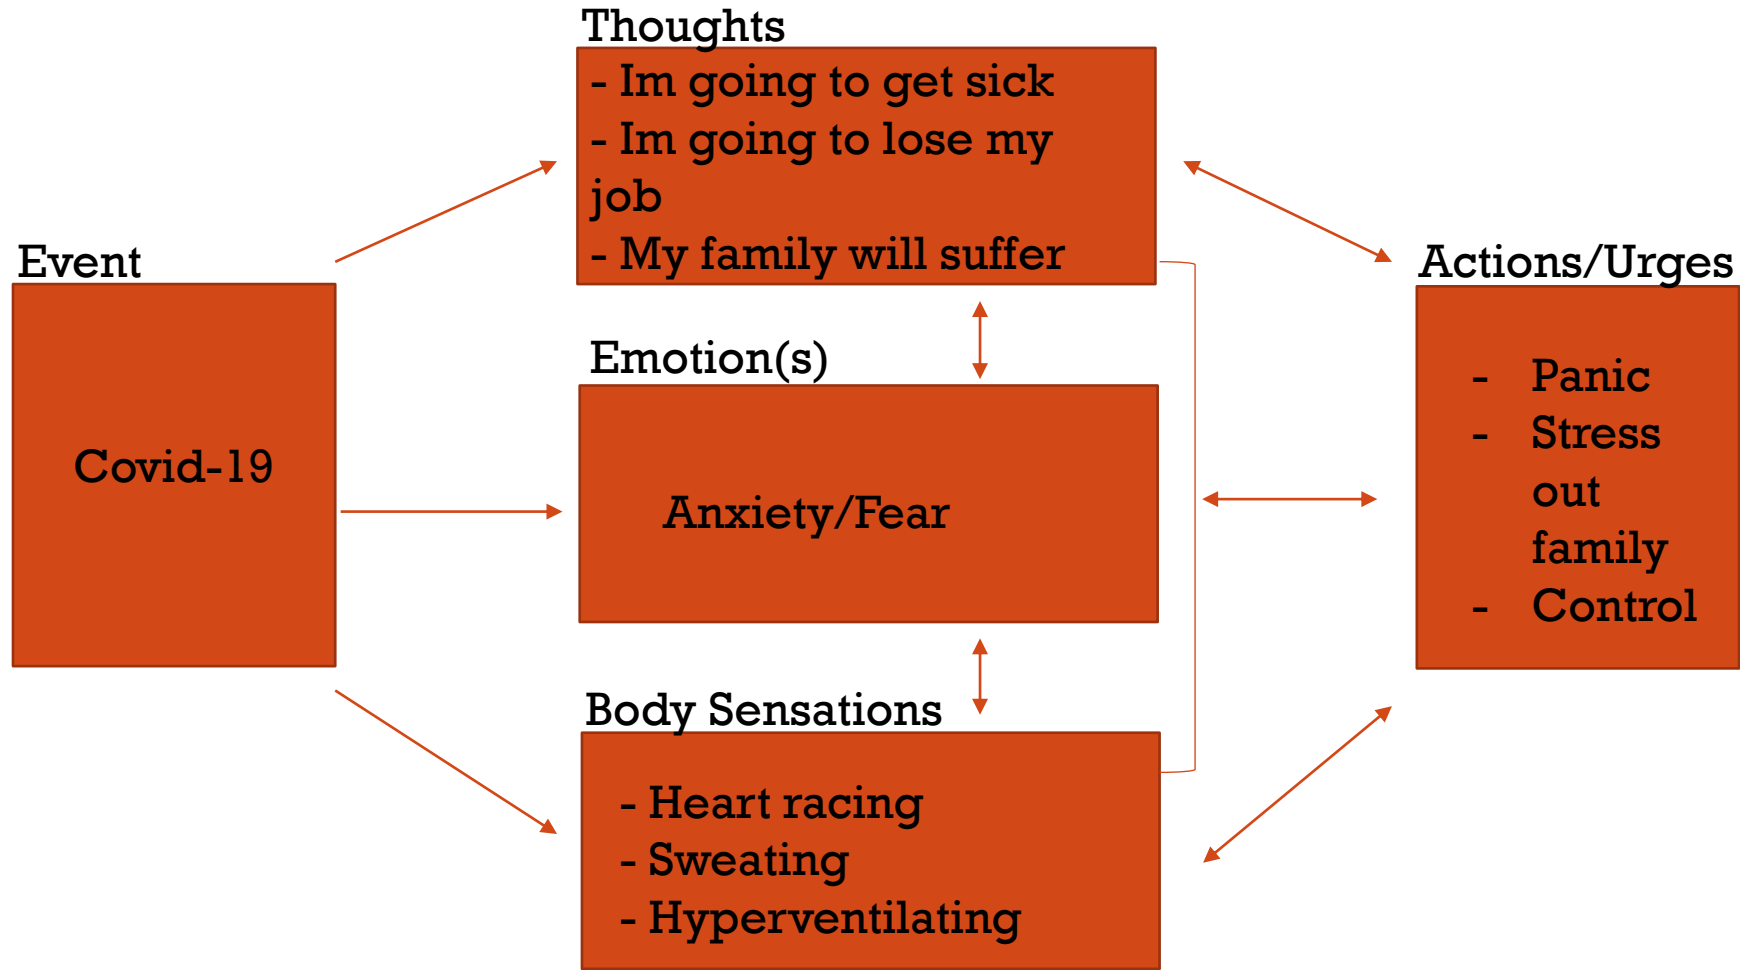 Event
Covid-19
Thoughts
- Im going to get sick
- Im going to lose my
job
- My family will suffer
Emotion(s)
Anxiety/Fear
Body Sensations
- Heart racing
- Sweating
- Hyperventilating
Actions/Urges
- Panic
- Stress
out
family
- Control